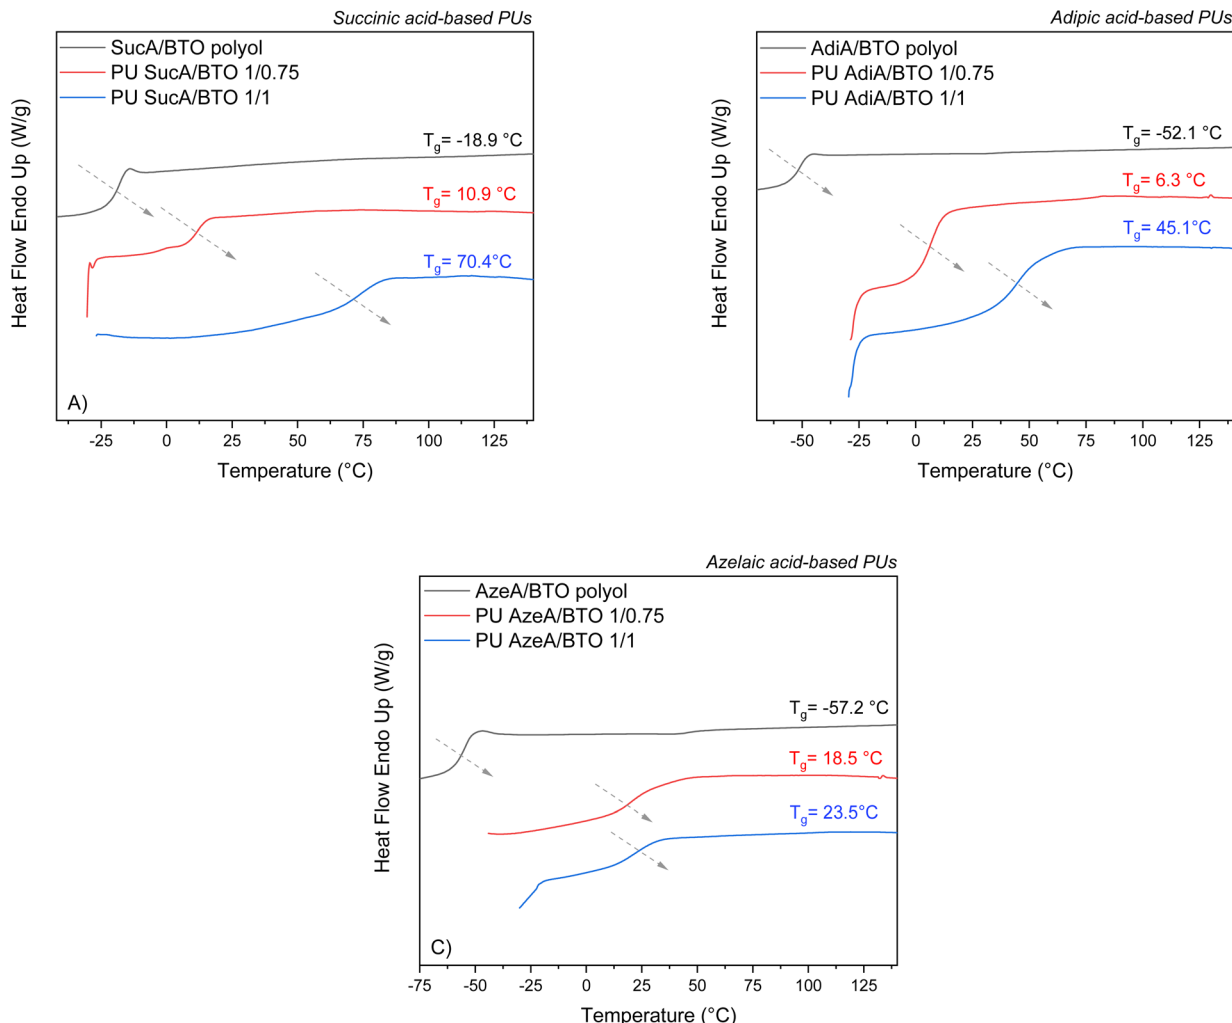 Succinic acid-based PUs
SucA/BTO polyol
PU SucA/BTO 1/0.75
PU SucA/BTO 1/1
Tg= -18.9 °C
Tg= 10.9 °C
Tg= 70.4°C
Heat Flow Endo Up (W/g)
A)
-25 0 25 50 75 100 125
Temperature (°C)
Adipic acid-based PUs
AdiA/BTO polyol
PU AdiA/BTO 1/0.75
PU AdiA/BTO 1/1
Tg= -52.1 °C
Tg= 6.3 °C
Tg= 45.1°C
Heat Flow Endo Up (W/g)
-50 -25 0 25 50 75 100 125
Temperature (°C)
Azelaic acid-based PUs
AzeA/BTO polyol
PU AzeA/BTO 1/0.75
PU AzeA/BTO 1/1
Tg= -57.2 °C
Tg= 18.5 °C
Tg= 23.5°C
Heat Flow Endo Up (W/g)
C)
-75 -50 -25 0 25 50 75 100 125
Temperature (°C)